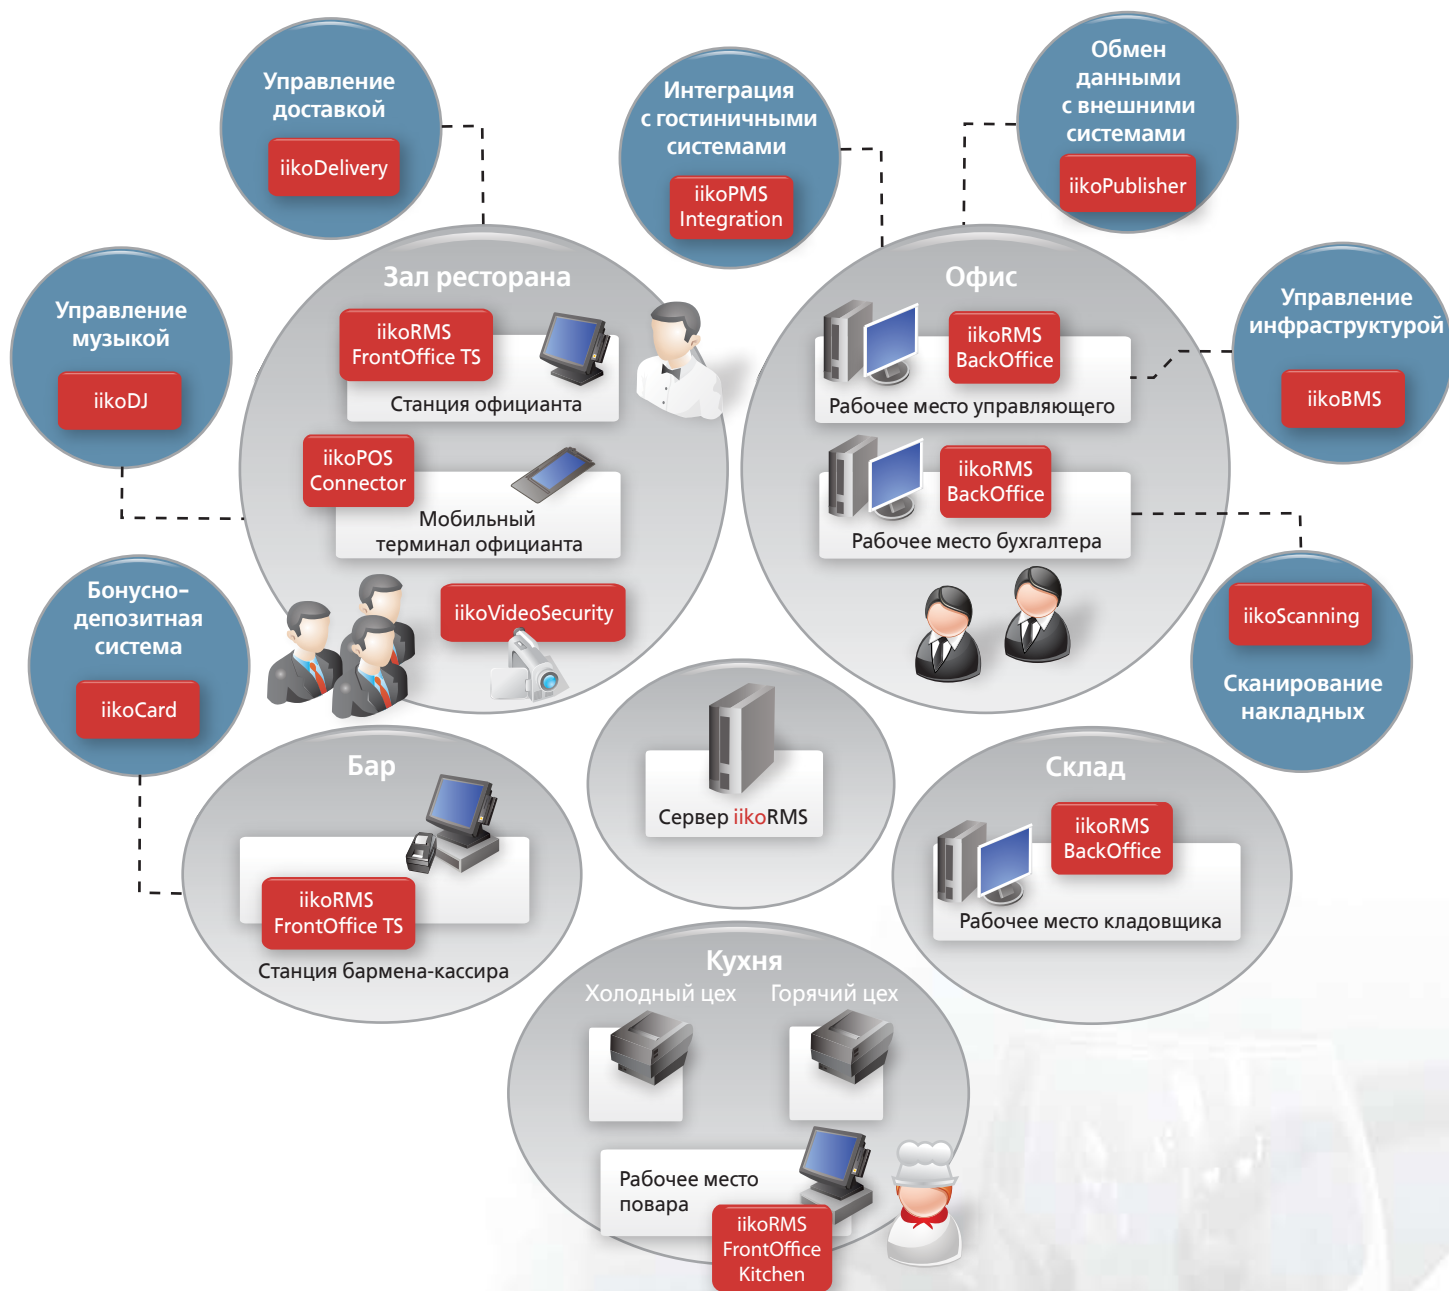 Управление
доставкой
iikoDelivery
Интеграция
с гостиничными
системами
iikoPMS
Integration
Обмен
данными
с внешними
системами
iikoPublisher
Управление
музыкой
iikoDJ
Зал ресторана
iikoRMS
FrontOffice TS
Станция официанта
iikoPOS
Connector
Мобильный
терминал официанта
iikoVideoSecurity
Офис
iikoRMS
BackOffice
Рабочее место управляющего
iikoRMS
BackOffice
Рабочее место бухгалтера
Управление
инфраструктурой
iikoBMS
Бонусно-
депозитная
система
iikoCard
iikoScanning
Сканирование
накладных
Бар
iikoRMS
FrontOffice TS
Станция бармена-кассира
Сервер iikoRMS
Склад
iikoRMS
BackOffice
Рабочее место кладовщика
Кухня
Холодный цех
Горячий цех
Рабочее место
повара
iikoRMS
FrontOffice
Kitchen